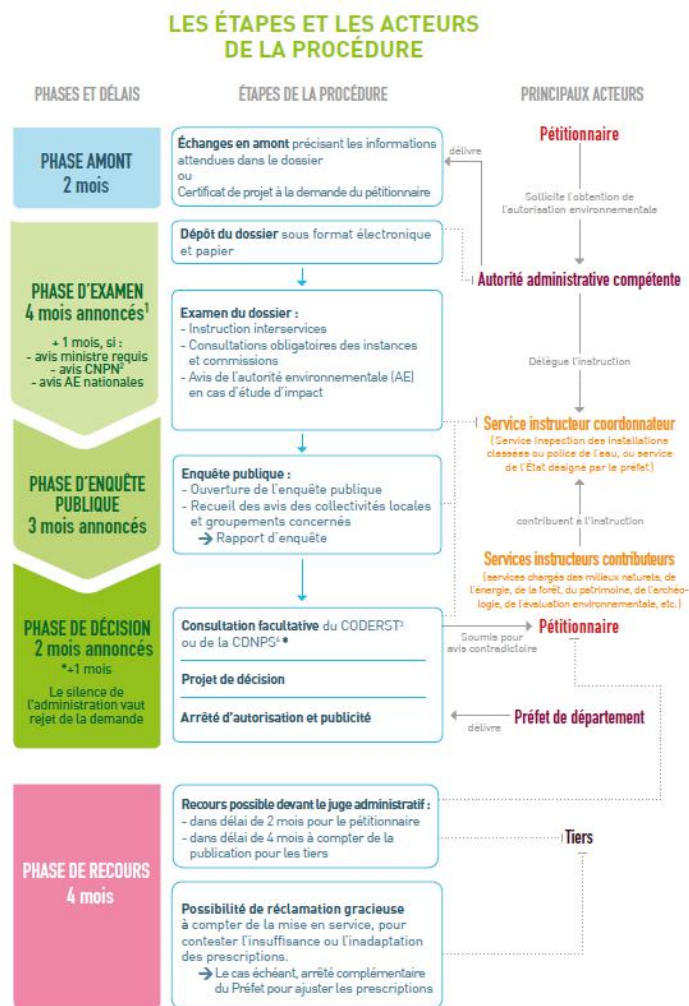 LES ÉTAPES ET LES ACTEURS
DE LA PROCÉDURE
PHASES ET DÉLAIS
ÉTAPES DE LA PROCÉDURE
PRINCIPAUX ACTEURS
PHASE AMONT
2 mois
Échanges en amont précisant les informations
attendues dans le dossier
ou
Certificat de projet à la demande du pétitionnaire
délivre
Pétitionnaire
Sollicite l'obtention de
l'autorisation environnementale
Dépôt du dossier sous format électronique
et papier
Autorité administrative compétente
PHASE D'EXAMEN
4 mois annoncés¹
+ 1 mois, si :
- avis ministre requis
- avis CNPN²
- avis AE nationales
Examen du dossier :
- Instruction interservices
- Consultations obligatoires des instances
et commissions
- Avis de l'autorité environnementale (AE)
en cas d'étude d'impact
Délègue l'instruction
Service instructeur coordonnateur
(Service inspection des installations
classées ou police de l'eau, ou service
de l'État désigné par le préfet)
PHASE D'ENQUÊTE
PUBLIQUE
3 mois annoncés
Enquête publique :
- Ouverture de l'enquête publique
- Recueil des avis des collectivités locales
et groupements concernés
→ Rapport d'enquête
contribuent à l'instruction
Services instructeurs contributeurs
(services chargés des milieux naturels, de
l'énergie, de la forêt, du patrimoine, de l'archéo-
logie, de l'évaluation environnementale, etc.)
PHASE DE DÉCISION
2 mois annoncés
*+1 mois
Le silence de
l'administration vaut
rejet de la demande
Consultation facultative du CODERST³
ou de la CDNPS⁴*
Projet de décision
Arrêté d'autorisation et publicité
Soumis pour
avis contradictoire
Pétitionnaire
délivre
Préfet de département
PHASE DE RECOURS
4 mois
Recours possible devant le juge administratif :
- dans délai de 2 mois pour le pétitionnaire
- dans délai de 4 mois à compter de la
publication pour les tiers
Tiers
Possibilité de réclamation gracieuse
à compter de la mise en service, pour
contester l'insuffisance ou l'inadaptation
des prescriptions.
→ Le cas échéant, arrêté complémentaire
du Préfet pour ajuster les prescriptions